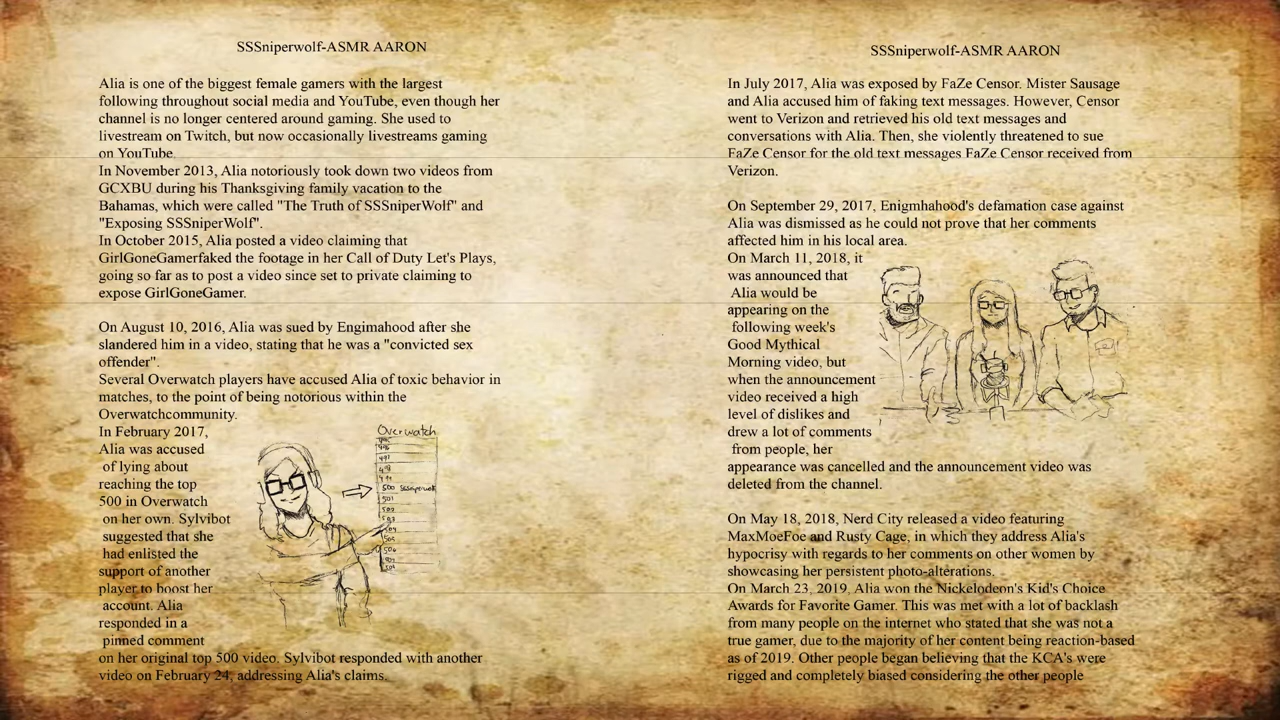 SSSniperwolf-ASMR AARON
Alia is one of the biggest female gamers with the largest
following throughout social media and YouTube, even though her
channel is no longer centered around gaming. She used to
livestream on Twitch, but now occasionally livestreams gaming
on YouTube.
In November 2013, Alia notoriously took down two videos from
GCXBU during his Thanksgiving family vacation to the
Bahamas, which were called "The Truth of SSSniperWolf" and
"Exposing SSSniperWolf".
In October 2015, Alia posted a video claiming that
GirlGoneGamerfaked the footage in her Call of Duty Let's Plays,
going so far as to post a video since set to private claiming to
expose GirlGoneGamer.
On August 10, 2016, Alia was sued by Engimahood after she
slandered him in a video, stating that he was a "convicted sex
offender".
Several Overwatch players have accused Alia of toxic behavior in
matches, to the point of being notorious within the
Overwatchcommunity.
In February 2017,
Alia was accused
of lying about
reaching the top
500 in Overwatch
on her own. Sylvibot
suggested that she
had enlisted the
support of another
player to boost her
account. Alia
responded in a
pinned comment
on her original top 500 video. Sylvibot responded with another
video on February 24, addressing Alia's claims.
Overwatch
496
497
500 SSSniperwolf
501
SSSniperwolf-ASMR AARON
In July 2017, Alia was exposed by FaZe Censor. Mister Sausage
and Alia accused him of faking text messages. However, Censor
went to Verizon and retrieved his old text messages and
conversations with Alia. Then, she violently threatened to sue
FaZe Censor for the old text messages FaZe Censor received from
Verizon.
On September 29, 2017, Enigmhahood's defamation case against
Alia was dismissed as he could not prove that her comments
affected him in his local area.
On March 11, 2018, it
was announced that
Alia would be
appearing on the
following week's
Good Mythical
Morning video, but
when the announcement
video received a high
level of dislikes and
drew a lot of comments
from people, her
appearance was cancelled and the announcement video was
deleted from the channel.
On May 18, 2018, Nerd City released a video featuring
MaxMoeFoe and Rusty Cage, in which they address Alia's
hypocrisy with regards to her comments on other women by
showcasing her persistent photo-alterations.
On March 23, 2019, Alia won the Nickelodeon's Kid's Choice
Awards for Favorite Gamer. This was met with a lot of backlash
from many people on the internet who stated that she was not a
true gamer, due to the majority of her content being reaction-based
as of 2019. Other people began believing that the KCA's were
rigged and completely biased considering the other people